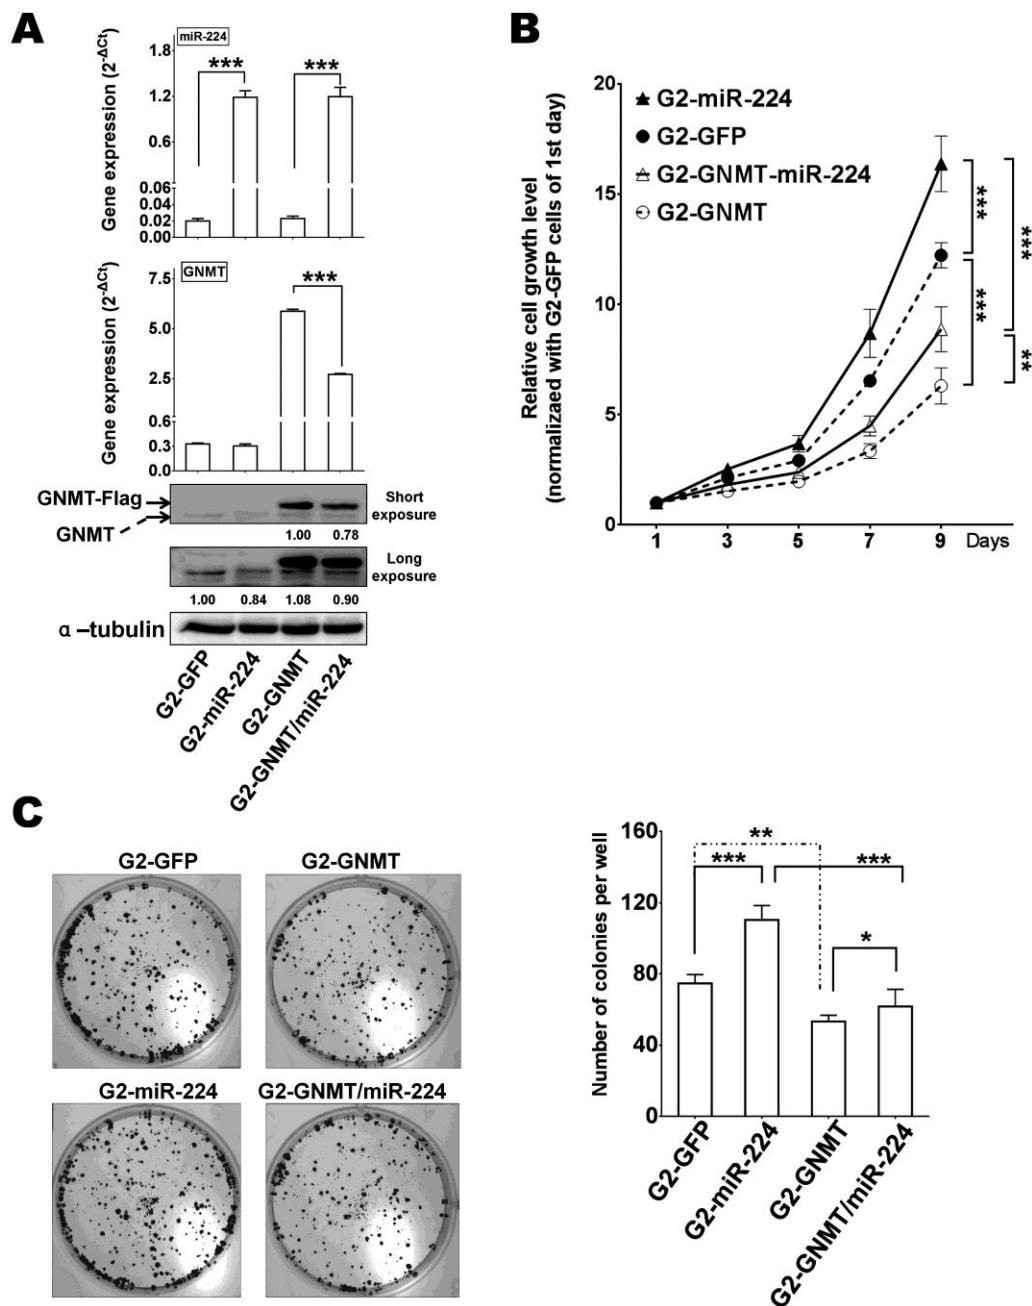 A
miR-224
Gene expression (2-ΔCt)
1.8
1.2
0.6
0.06
0.04
0.02
0.00
***
***
GNMT
Gene expression (2-ΔCt)
7.5
5.0
2.5
0.6
0.3
0.0
***
GNMT-Flag
GNMT
Short
exposure
1.00 0.78
Long
exposure
1.00 0.84 1.08 0.90
α–tubulin
G2-GFP
G2-miR-224
G2-GNMT
G2-GNMT/miR-224
B
Relative cell growth level
(normalizaed with G2-GFP cells of 1st day)
20
15
10
5
0
G2-miR-224
G2-GFP
G2-GNMT-miR-224
G2-GNMT
***
***
***
**
1 3 5 7 9 Days
C
G2-GFP
G2-GNMT
G2-miR-224
G2-GNMT/miR-224
Number of colonies per well
160
120
80
40
0
**
***
***
*
G2-GFP
G2-miR-224
G2-GNMT
G2-GNMT/miR-224